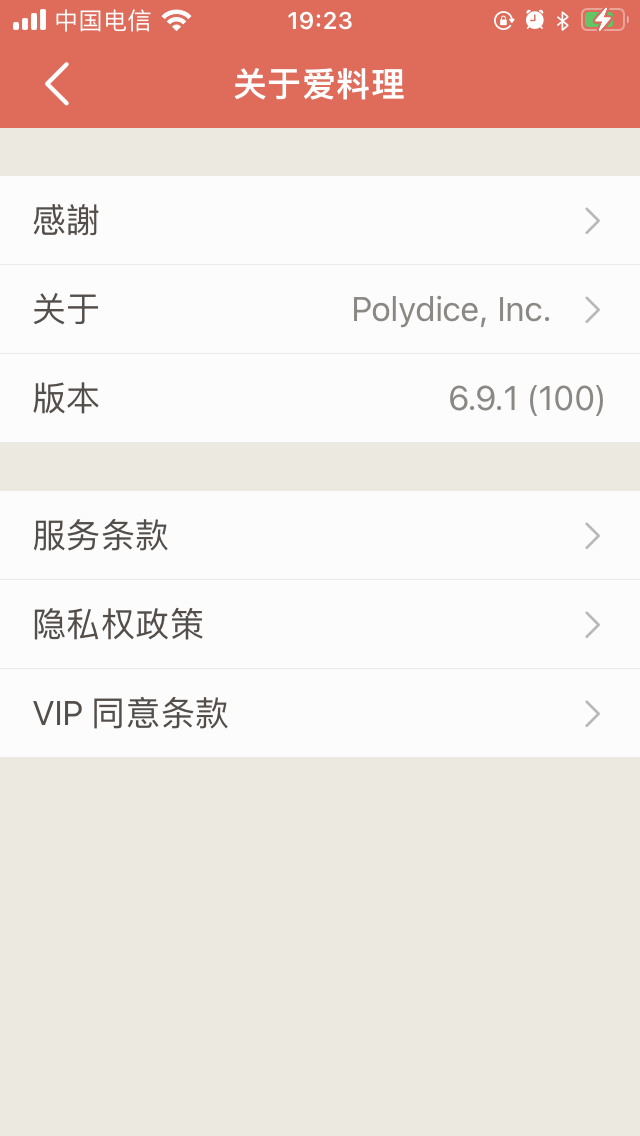 中国电信 19:23
关于爱料理
感謝
关于 Polydice, Inc.
版本 6.9.1 (100)
服务条款
隐私权政策
VIP 同意条款